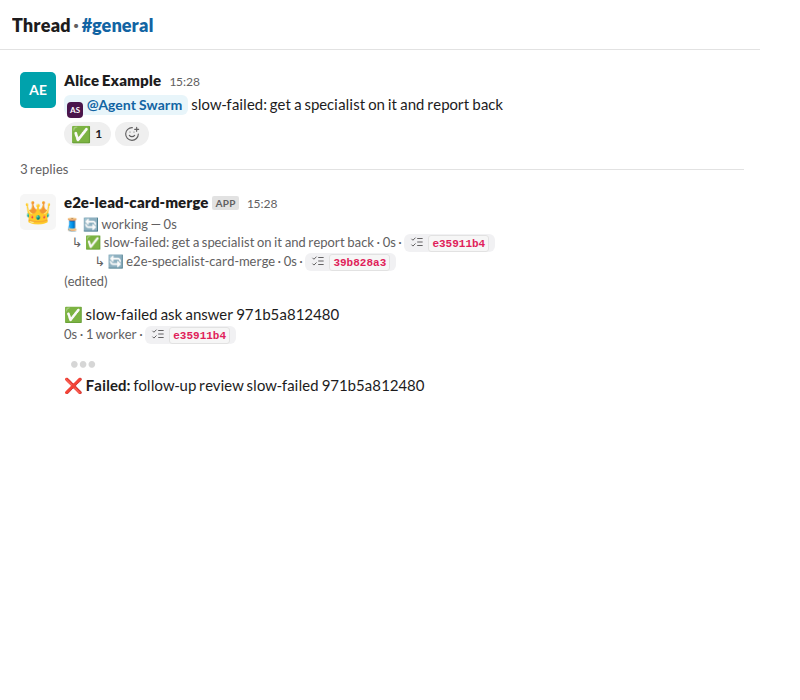 Thread • #general
AE
Alice Example 15:28
AS @Agent Swarm slow-failed: get a specialist on it and report back
✅ 1
3 replies
e2e-lead-card-merge APP 15:28
🧵 🔄 working — 0s
↳ ✅ slow-failed: get a specialist on it and report back · 0s · e35911b4
↳ 🔄 e2e-specialist-card-merge · 0s · 39b828a3
(edited)
✅ slow-failed ask answer 971b5a812480
0s · 1 worker · e35911b4
❌ Failed: follow-up review slow-failed 971b5a812480